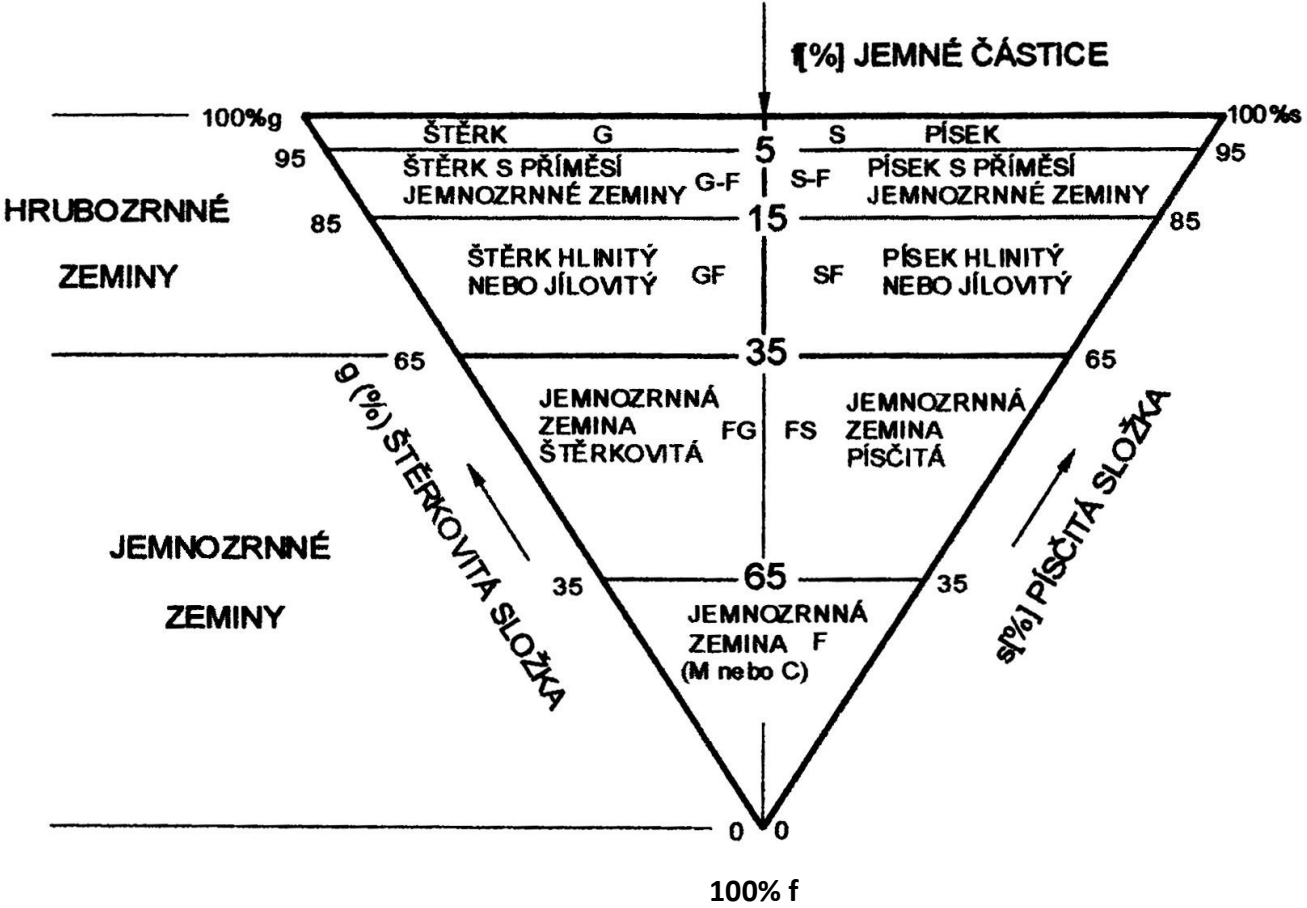 f[%] JEMNÉ ČÁSTICE
100%g
100%s
ŠTĚRK G
S PÍSEK
5
95
95
ŠTĚRK S PŘÍMĚSÍ
JEMNOZRNNÉ ZEMINY
G-F
S-F
PÍSEK S PŘÍMĚSÍ
JEMNOZRNNÉ ZEMINY
HRUBOZRNNÉ
ZEMINY
85
15
85
ŠTĚRK HLINITÝ
NEBO JÍLOVITÝ
GF
SF
PÍSEK HLINITÝ
NEBO JÍLOVITÝ
65
35
65
g (%) ŠTĚRKOVITÁ SLOŽKA
JEMNOZRNNÁ
ZEMINA
ŠTĚRKOVITÁ
FG
FS
JEMNOZRNNÁ
ZEMINA
PÍSČITÁ
s[%] PÍSČITÁ SLOŽKA
JEMNOZRNNÉ
ZEMINY
35
65
35
JEMNOZRNNÁ
ZEMINA F
(M nebo C)
0
0
100% f